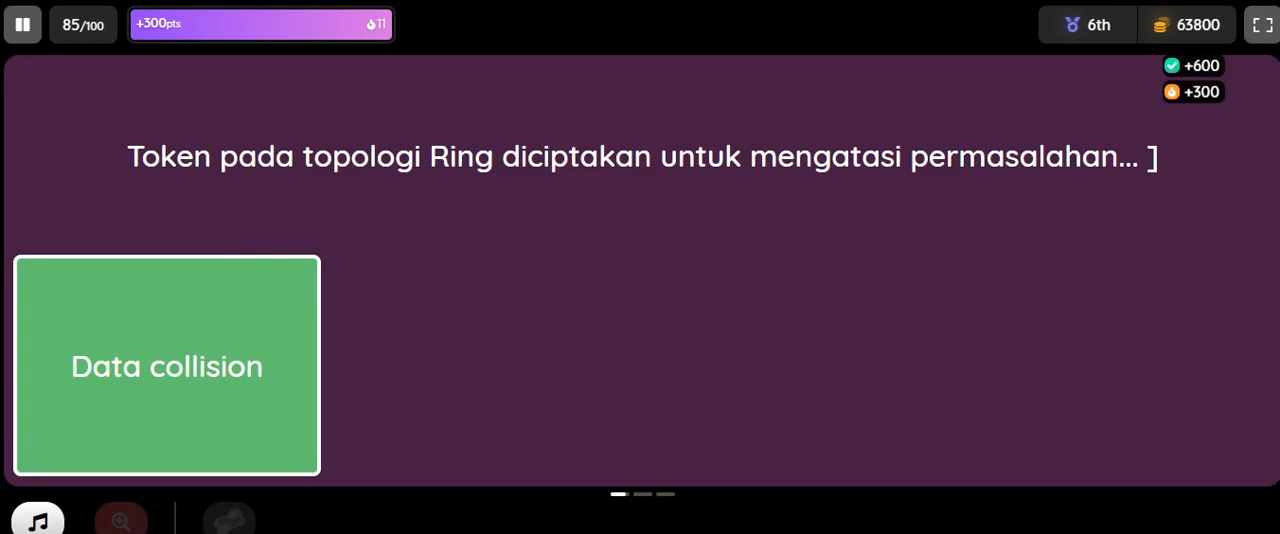 85/100
+300pts
11
6th
63800
+600
+300
Token pada topologi Ring diciptakan untuk mengatasi permasalahan... ]
Data collision